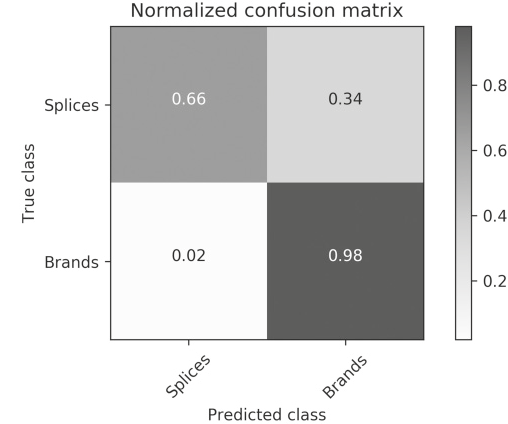 Normalized confusion matrix
True class
Splices
0.66
0.34
Brands
0.02
0.98
Splices
Brands
Predicted class
0.8
0.6
0.4
0.2